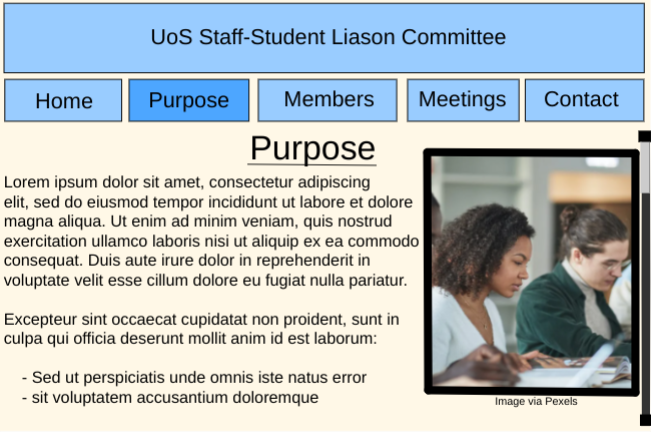 UoS Staff-Student Liason Committee
Home
Purpose
Members
Meetings
Contact
Purpose
Lorem ipsum dolor sit amet, consectetur adipiscing
elit, sed do eiusmod tempor incididunt ut labore et dolore
magna aliqua. Ut enim ad minim veniam, quis nostrud
exercitation ullamco laboris nisi ut aliquip ex ea commodo
consequat. Duis aute irure dolor in reprehenderit in
voluptate velit esse cillum dolore eu fugiat nulla pariatur.
Excepteur sint occaecat cupidatat non proident, sunt in
culpa qui officia deserunt mollit anim id est laborum:
- Sed ut perspiciatis unde omnis iste natus error
- sit voluptatem accusantium doloremque
Image via Pexels